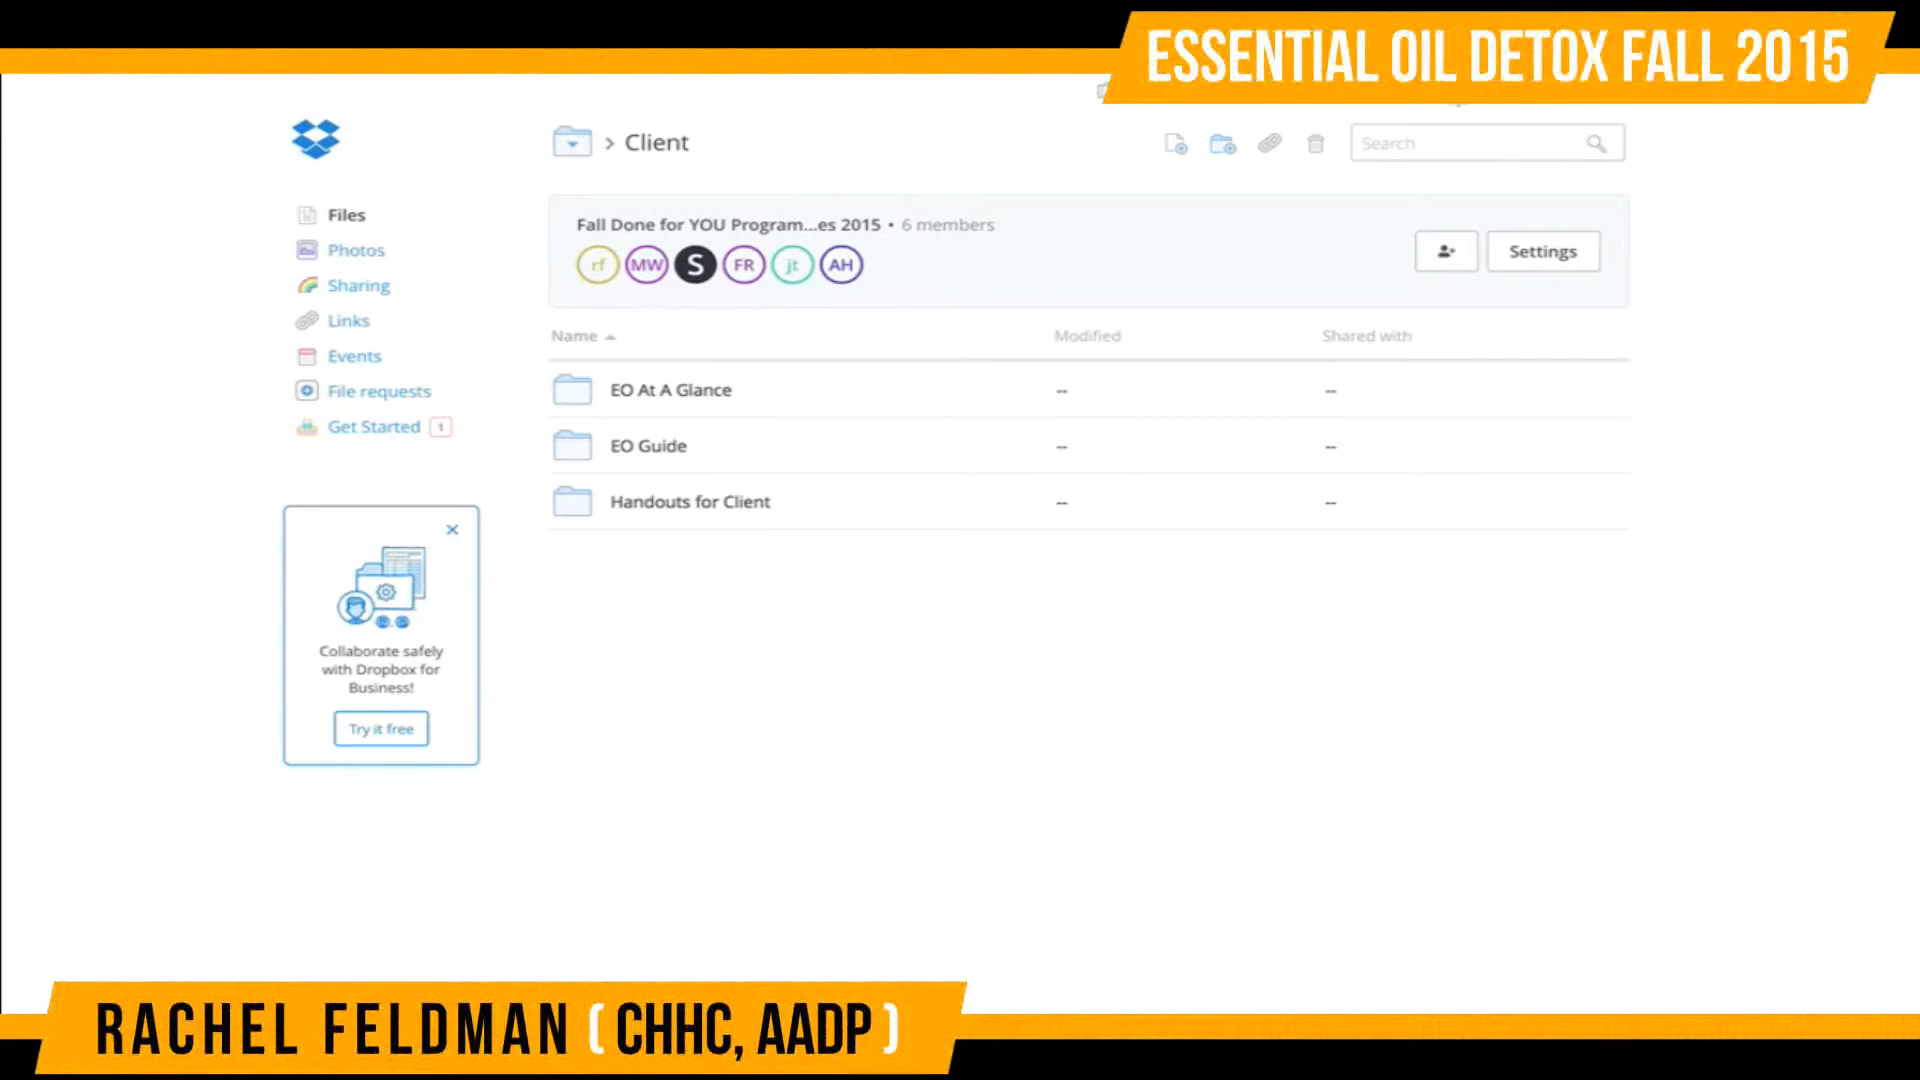 ESSENTIAL OIL DETOX FALL 2015
> Client
Search
Files
Photos
Sharing
Links
Events
File requests
Get Started 1
Fall Done for YOU Program...es 2015 • 6 members
rf MW S FR jt AH
Settings
Name Modified Shared with
EO At A Glance -- --
EO Guide -- --
Handouts for Client -- --
Collaborate safely
with Dropbox for
Business!
Try it free
RACHEL FELDMAN ( CHHC, AADP )